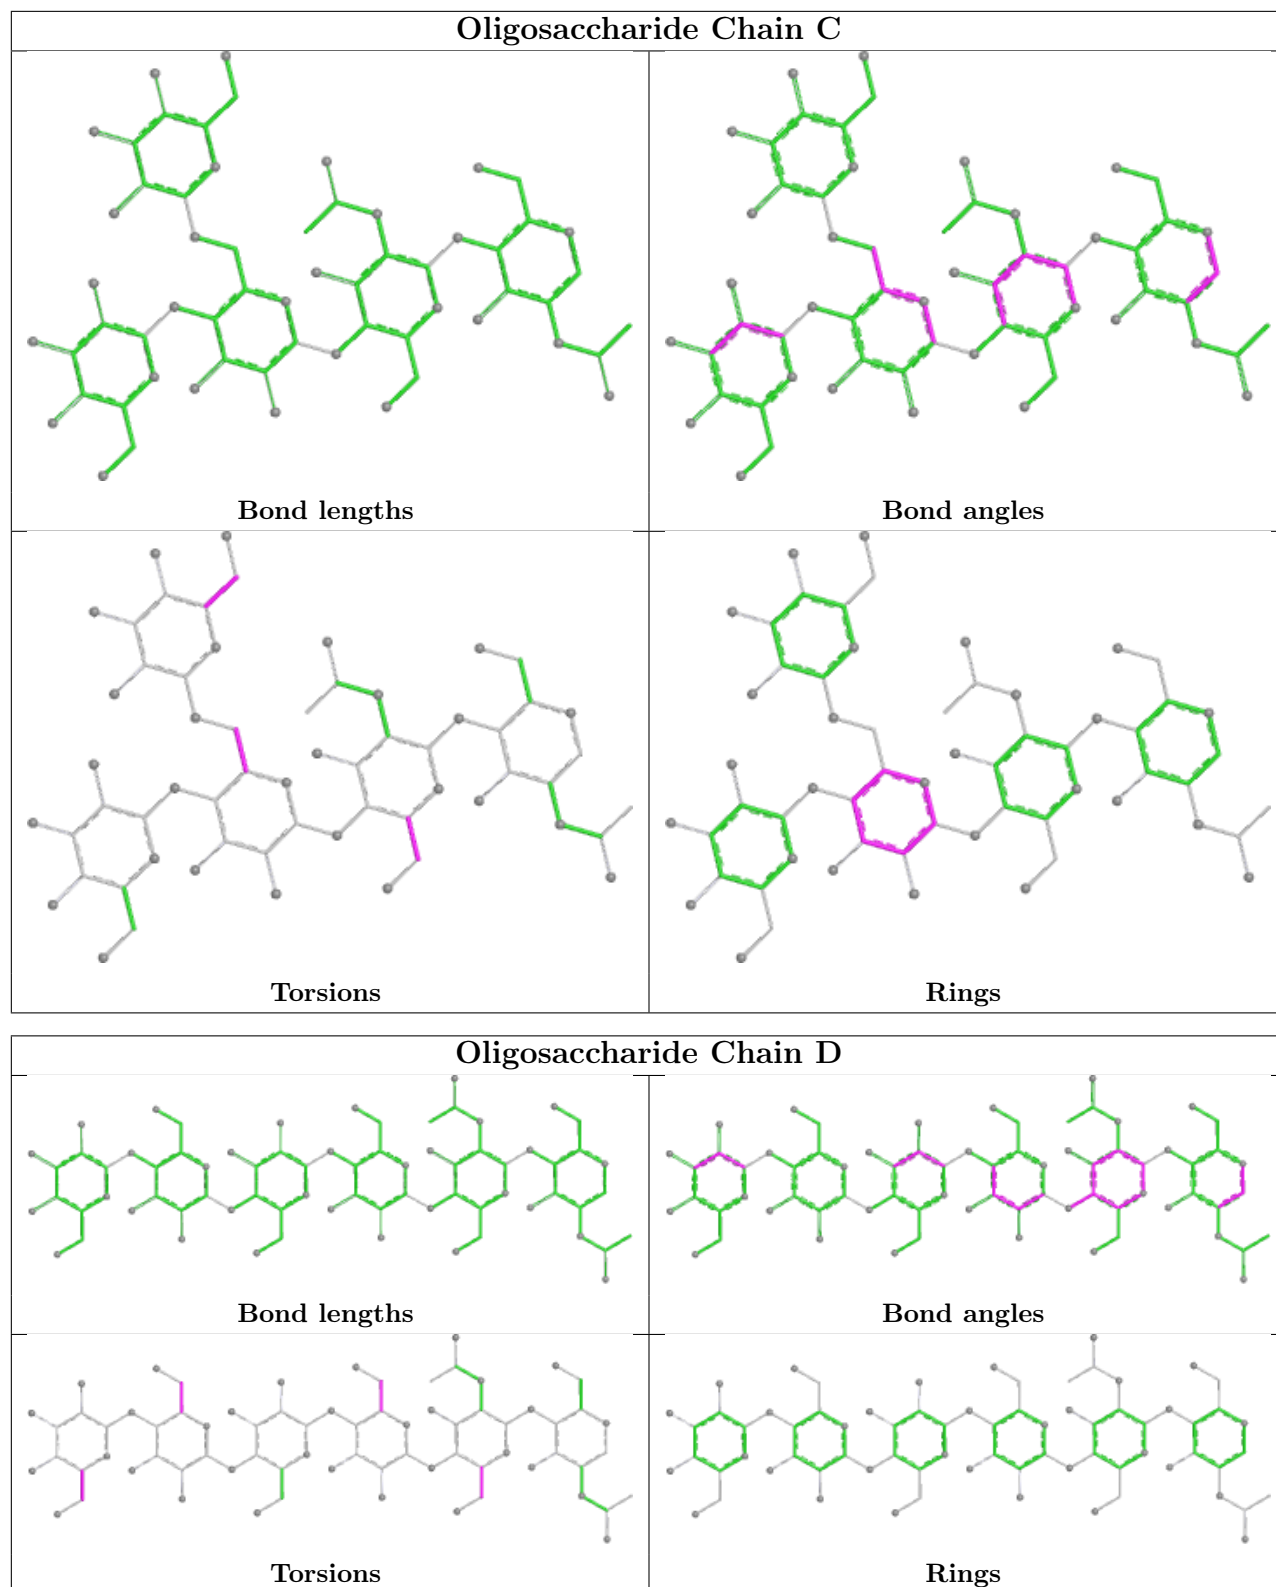 Oligosaccharide Chain C
Bond lengths
Bond angles
Torsions
Rings
Oligosaccharide Chain D
Bond lengths
Bond angles
Torsions
Rings